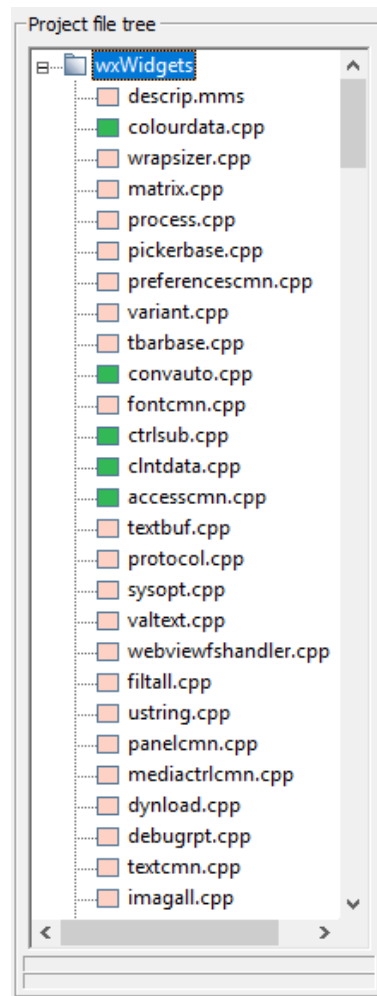 Project file tree
wxWidgets
descrip.mms
colourdata.cpp
wrapsizer.cpp
matrix.cpp
process.cpp
pickerbase.cpp
preferencescmn.cpp
variant.cpp
tbarbase.cpp
convauto.cpp
fontcmn.cpp
ctrlsub.cpp
clntdata.cpp
accesscmn.cpp
textbuf.cpp
protocol.cpp
sysopt.cpp
valtext.cpp
webviewfshandler.cpp
filtall.cpp
ustring.cpp
panelcmn.cpp
mediactrlcmn.cpp
dynload.cpp
debugrpt.cpp
textcmn.cpp
imagall.cpp